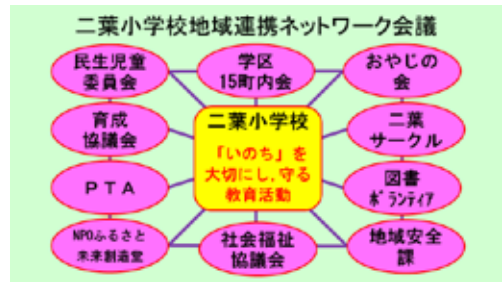 二葉小学校地域連携ネットワーク会議
民生児童
委員会
学区
15町内会
おやじの
会
育成
協議会
二葉小学校
「いのち」を
大切にし,守る
教育活動
二葉
サークル
PTA
図書
ボランティア
NPOふるさと
未来創造堂
社会福祉
協議会
地域安全
課